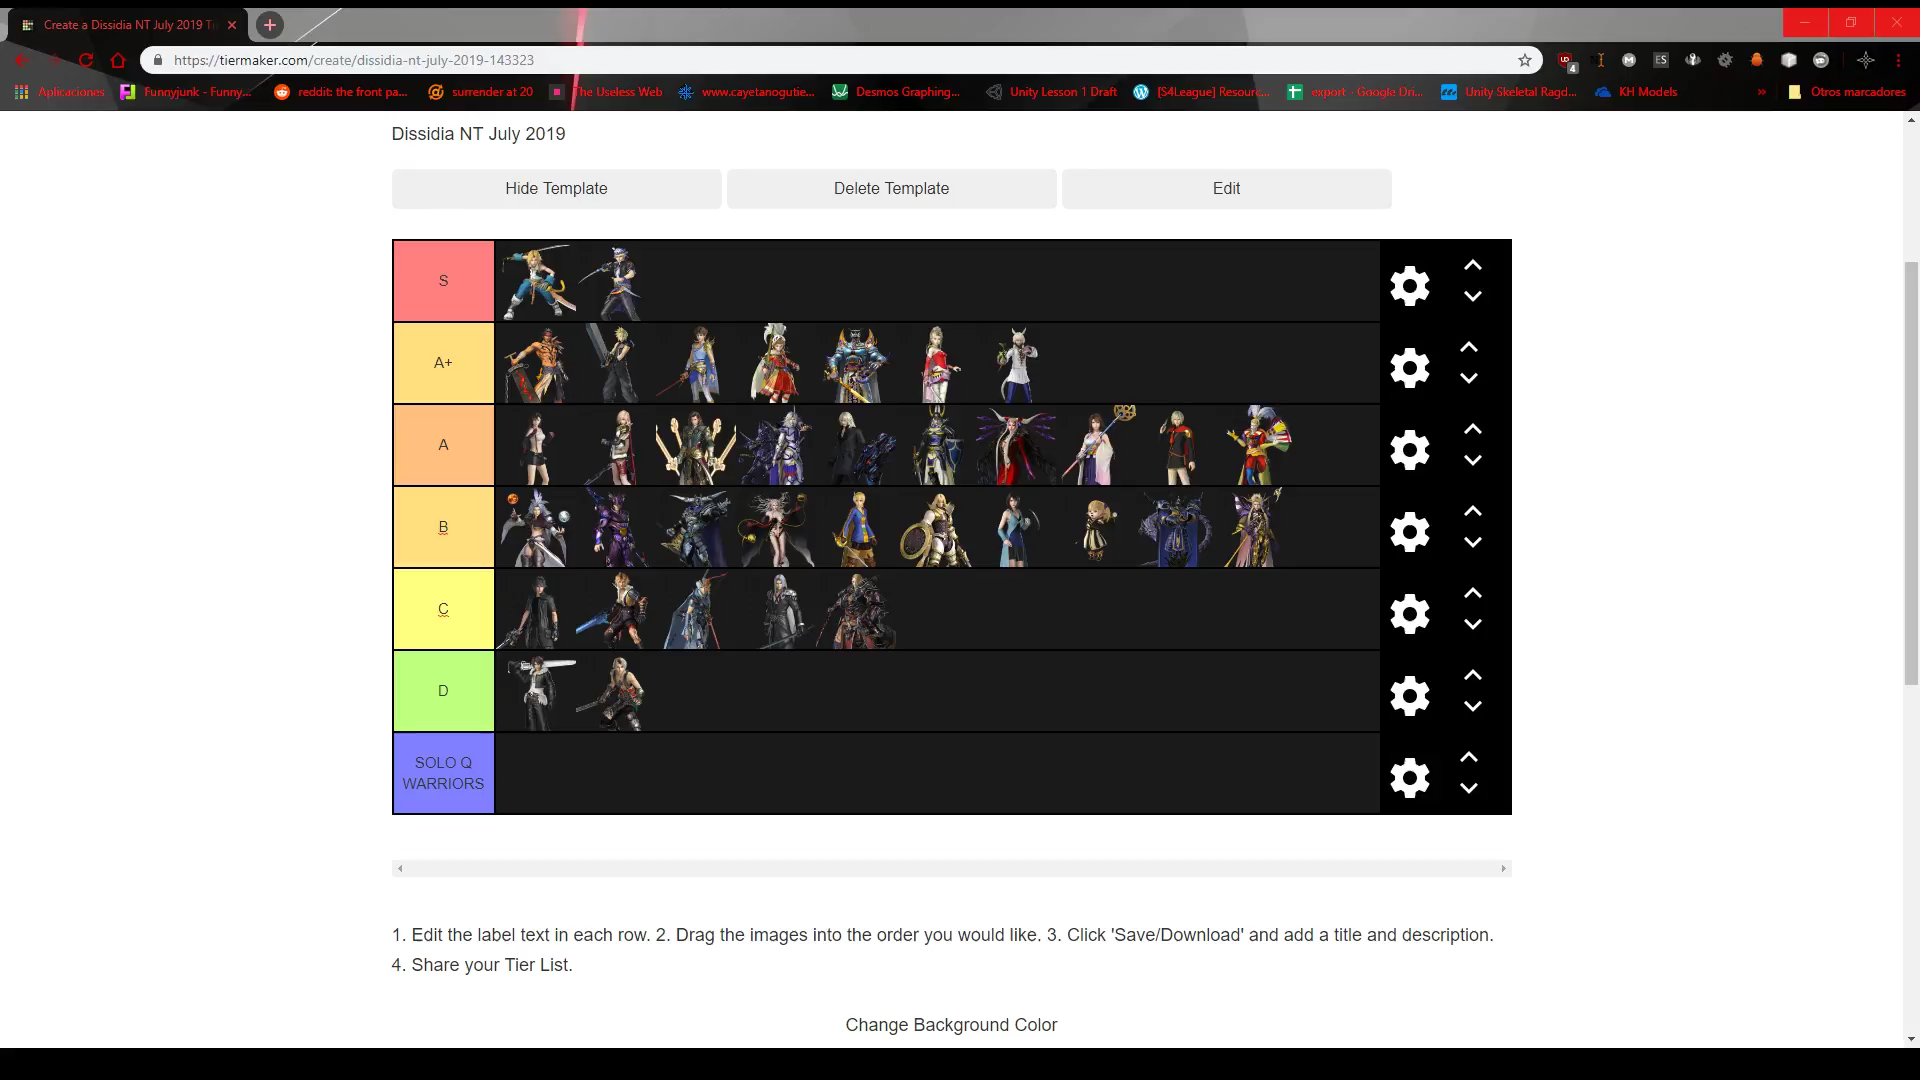 Create a Dissidia NT July 2019 Ti
https://tiermaker.com/create/dissidia-nt-july-2019-143323
4
ES
Aplicaciones
Funnyjunk - Funny...
reddit: the front pa...
surrender at 20
The Useless Web
www.cayetanogutie...
Desmos Graphing...
Unity Lesson 1 Draft
[S4League] Resourc...
export - Google Dri...
Unity Skeletal Ragd...
KH Models
»
Otros marcadores
Dissidia NT July 2019
Hide Template
Delete Template
Edit
S
A+
A
B
C
D
SOLO Q
WARRIORS
1. Edit the label text in each row. 2. Drag the images into the order you would like. 3. Click 'Save/Download' and add a title and description.
4. Share your Tier List.
Change Background Color